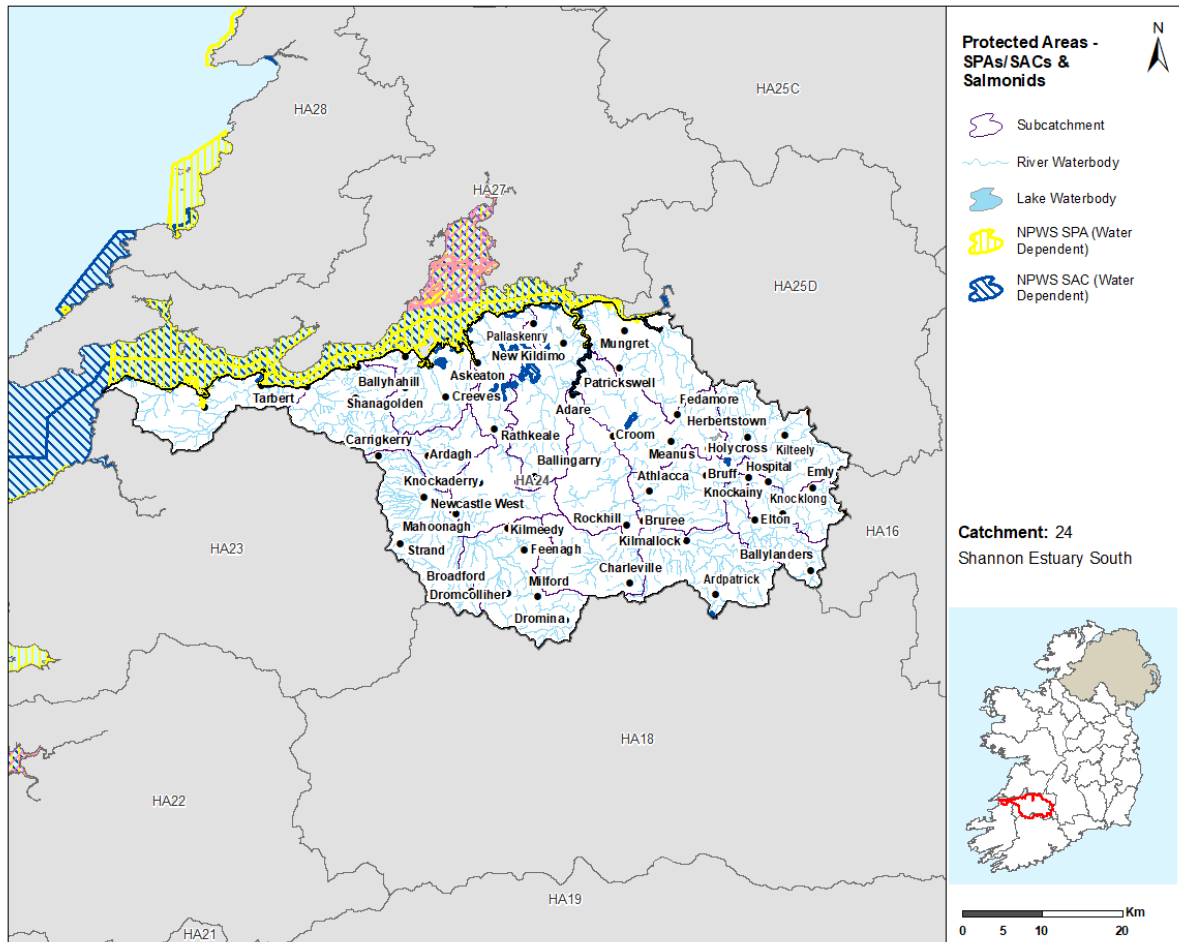 HA28
HA25C
HA27
HA25D
Pallaskenry
Mungret
New Kildimo
Ballyhahill
Askeaton
Patrickswell
Tarbert
Shanagolden
Creeves
Adare
Fedamore
Herbertstown
Carrigkerry
Rathkeale
Croom
Meanus
Holycross
Kilteely
Ardagh
Ballingarry
Bruff
Hospital
Emly
Knockaderry
HA24
Athlacca
Knockainy
Knocklong
Newcastle West
Mahoonagh
Kilmeedy
Rockhill
Bruree
Elton
Strand
Feenagh
Kilmallock
Ballylanders
HA16
HA23
Broadford
Milford
Charleville
Ardpatrick
Dromcolliher
Dromina
HA18
HA22
HA19
HA21
Protected Areas -
SPAs/SACs &
Salmonids
N
Subcatchment
River Waterbody
Lake Waterbody
NPWS SPA (Water
Dependent)
NPWS SAC (Water
Dependent)
Catchment: 24
Shannon Estuary South
Km
0 5 10 20